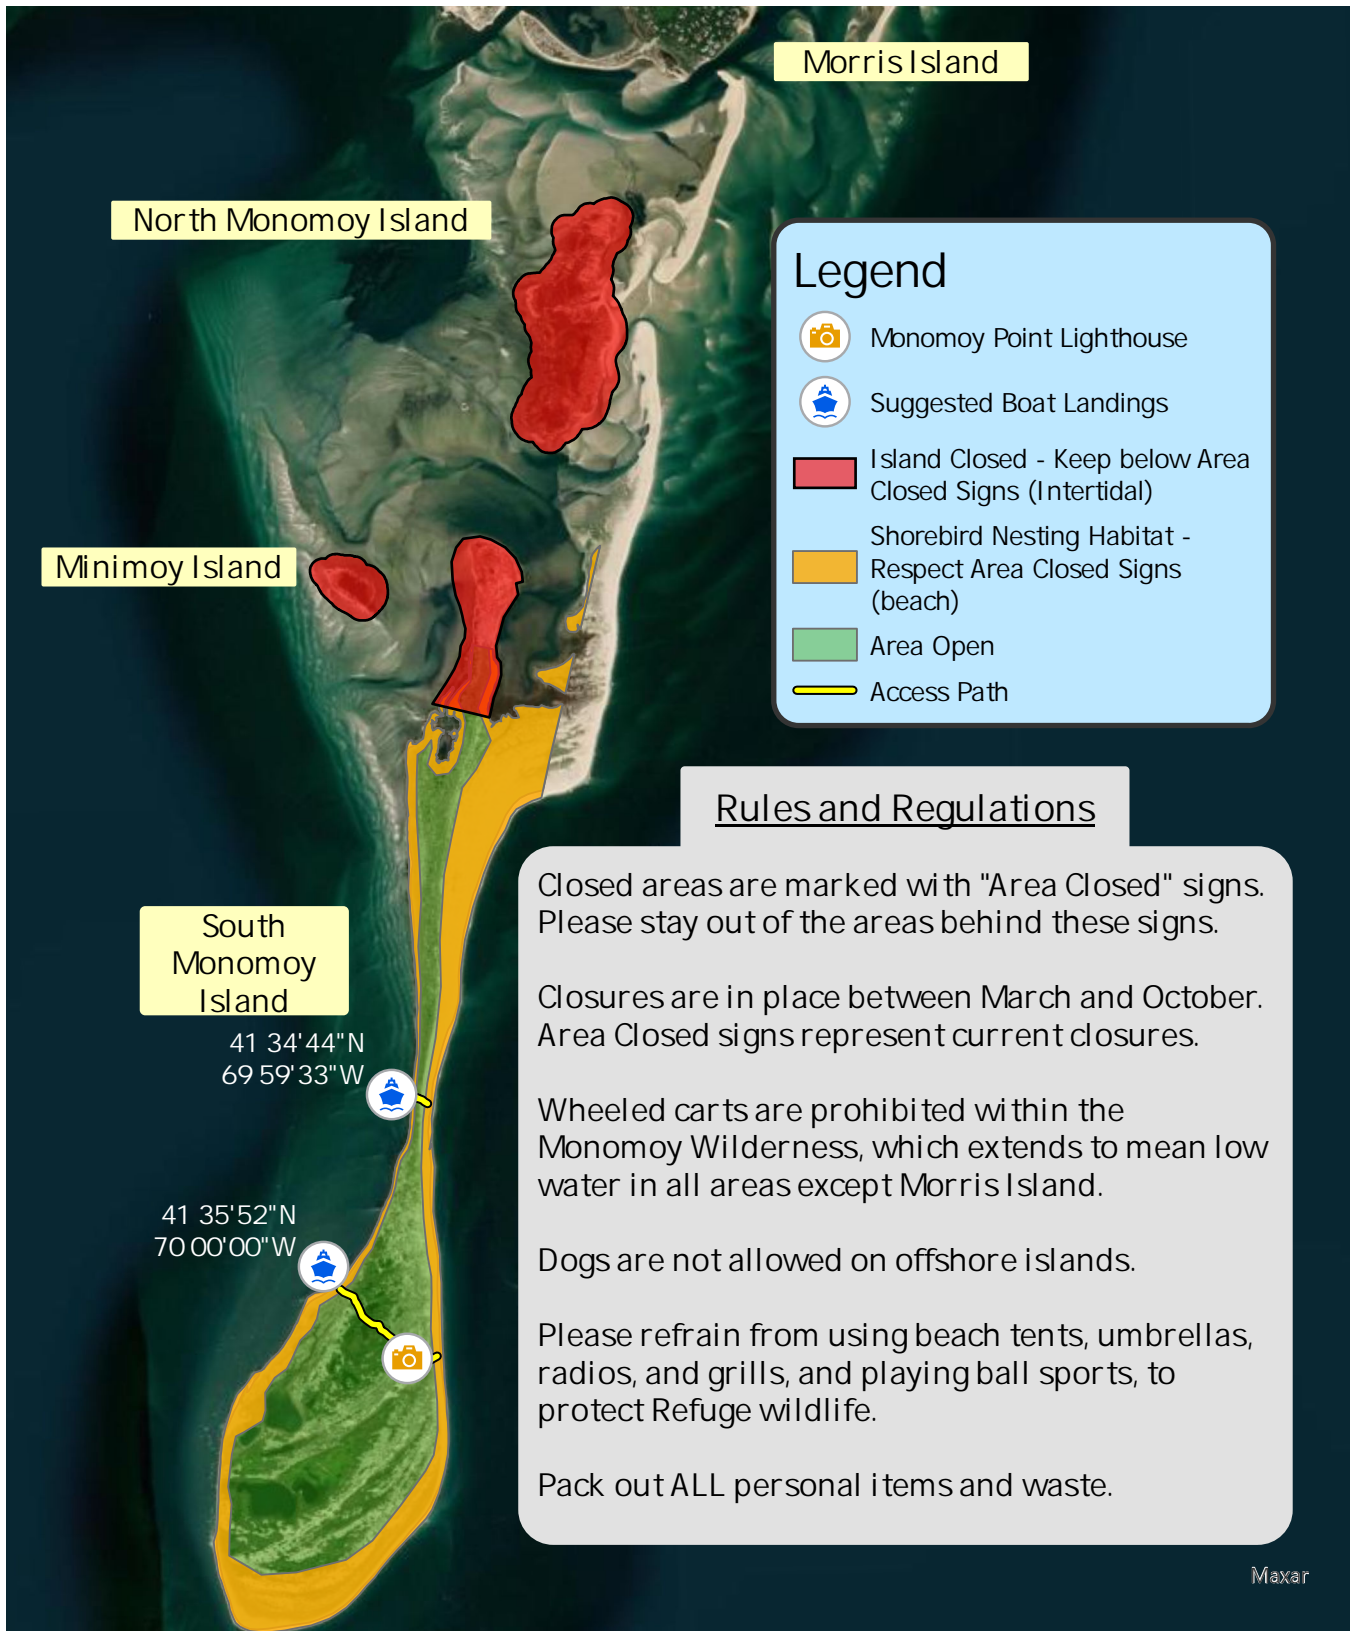 Morris Island
North Monomoy Island
Legend
Monomoy Point Lighthouse
Suggested Boat Landings
Island Closed - Keep below Area
Closed Signs (Intertidal)
Shorebird Nesting Habitat -
Respect Area Closed Signs
(beach)
Area Open
Access Path
Minimoy Island
South
Monomoy
Island
41 34'44"N
69 59'33"W
41 35'52"N
70 00'00"W
Rules and Regulations
Closed areas are marked with "Area Closed" signs.
Please stay out of the areas behind these signs.
Closures are in place between March and October.
Area Closed signs represent current closures.
Wheeled carts are prohibited within the
Monomoy Wilderness, which extends to mean low
water in all areas except Morris Island.
Dogs are not allowed on offshore islands.
Please refrain from using beach tents, umbrellas,
radios, and grills, and playing ball sports, to
protect Refuge wildlife.
Pack out ALL personal items and waste.
Maxar